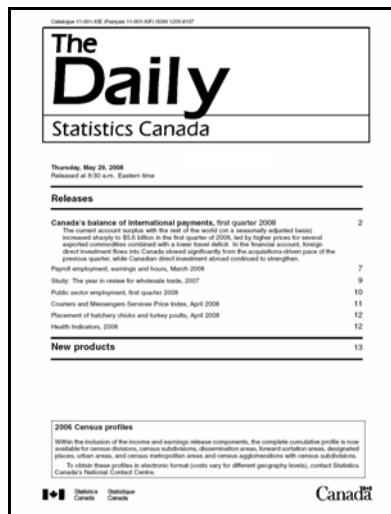 Catalogue 11-001-XIE (Français 11-001-XIF) ISSN 1205-9137
The
Daily
Statistics Canada
Thursday, May 29, 2008
Released at 8:30 a.m. Eastern time
Releases
Canada's balance of international payments, first quarter 2008 2
The current account surplus with the rest of the world (on a seasonally adjusted basis)
increased sharply to $5.6 billion in the first quarter of 2008, led by higher prices for several
exported commodities combined with a lower travel deficit. In the financial account, foreign
direct investment flows into Canada slowed significantly from the acquisitions-driven pace of the
previous quarter, while Canadian direct investment abroad continued to strengthen.
Payroll employment, earnings and hours, March 2008 7
Study: The year in review for wholesale trade, 2007 9
Public sector employment, first quarter 2008 10
Couriers and Messengers Services Price Index, April 2008 11
Placement of hatchery chicks and turkey poults, April 2008 12
Health Indicators, 2008 12
New products 13
2006 Census profiles
Within the inclusion of the income and earnings release components, the complete cumulative profile is now
available for census divisions, census subdivisions, dissemination areas, forward sortation areas, designated
places, urban areas, and census metropolitan areas and census agglomerations with census subdivisions.
To obtain these profiles in electronic format (costs vary for different geography levels), contact Statistics
Canada's National Contact Centre.
Statistics Statistique
Canada Canada
Canada